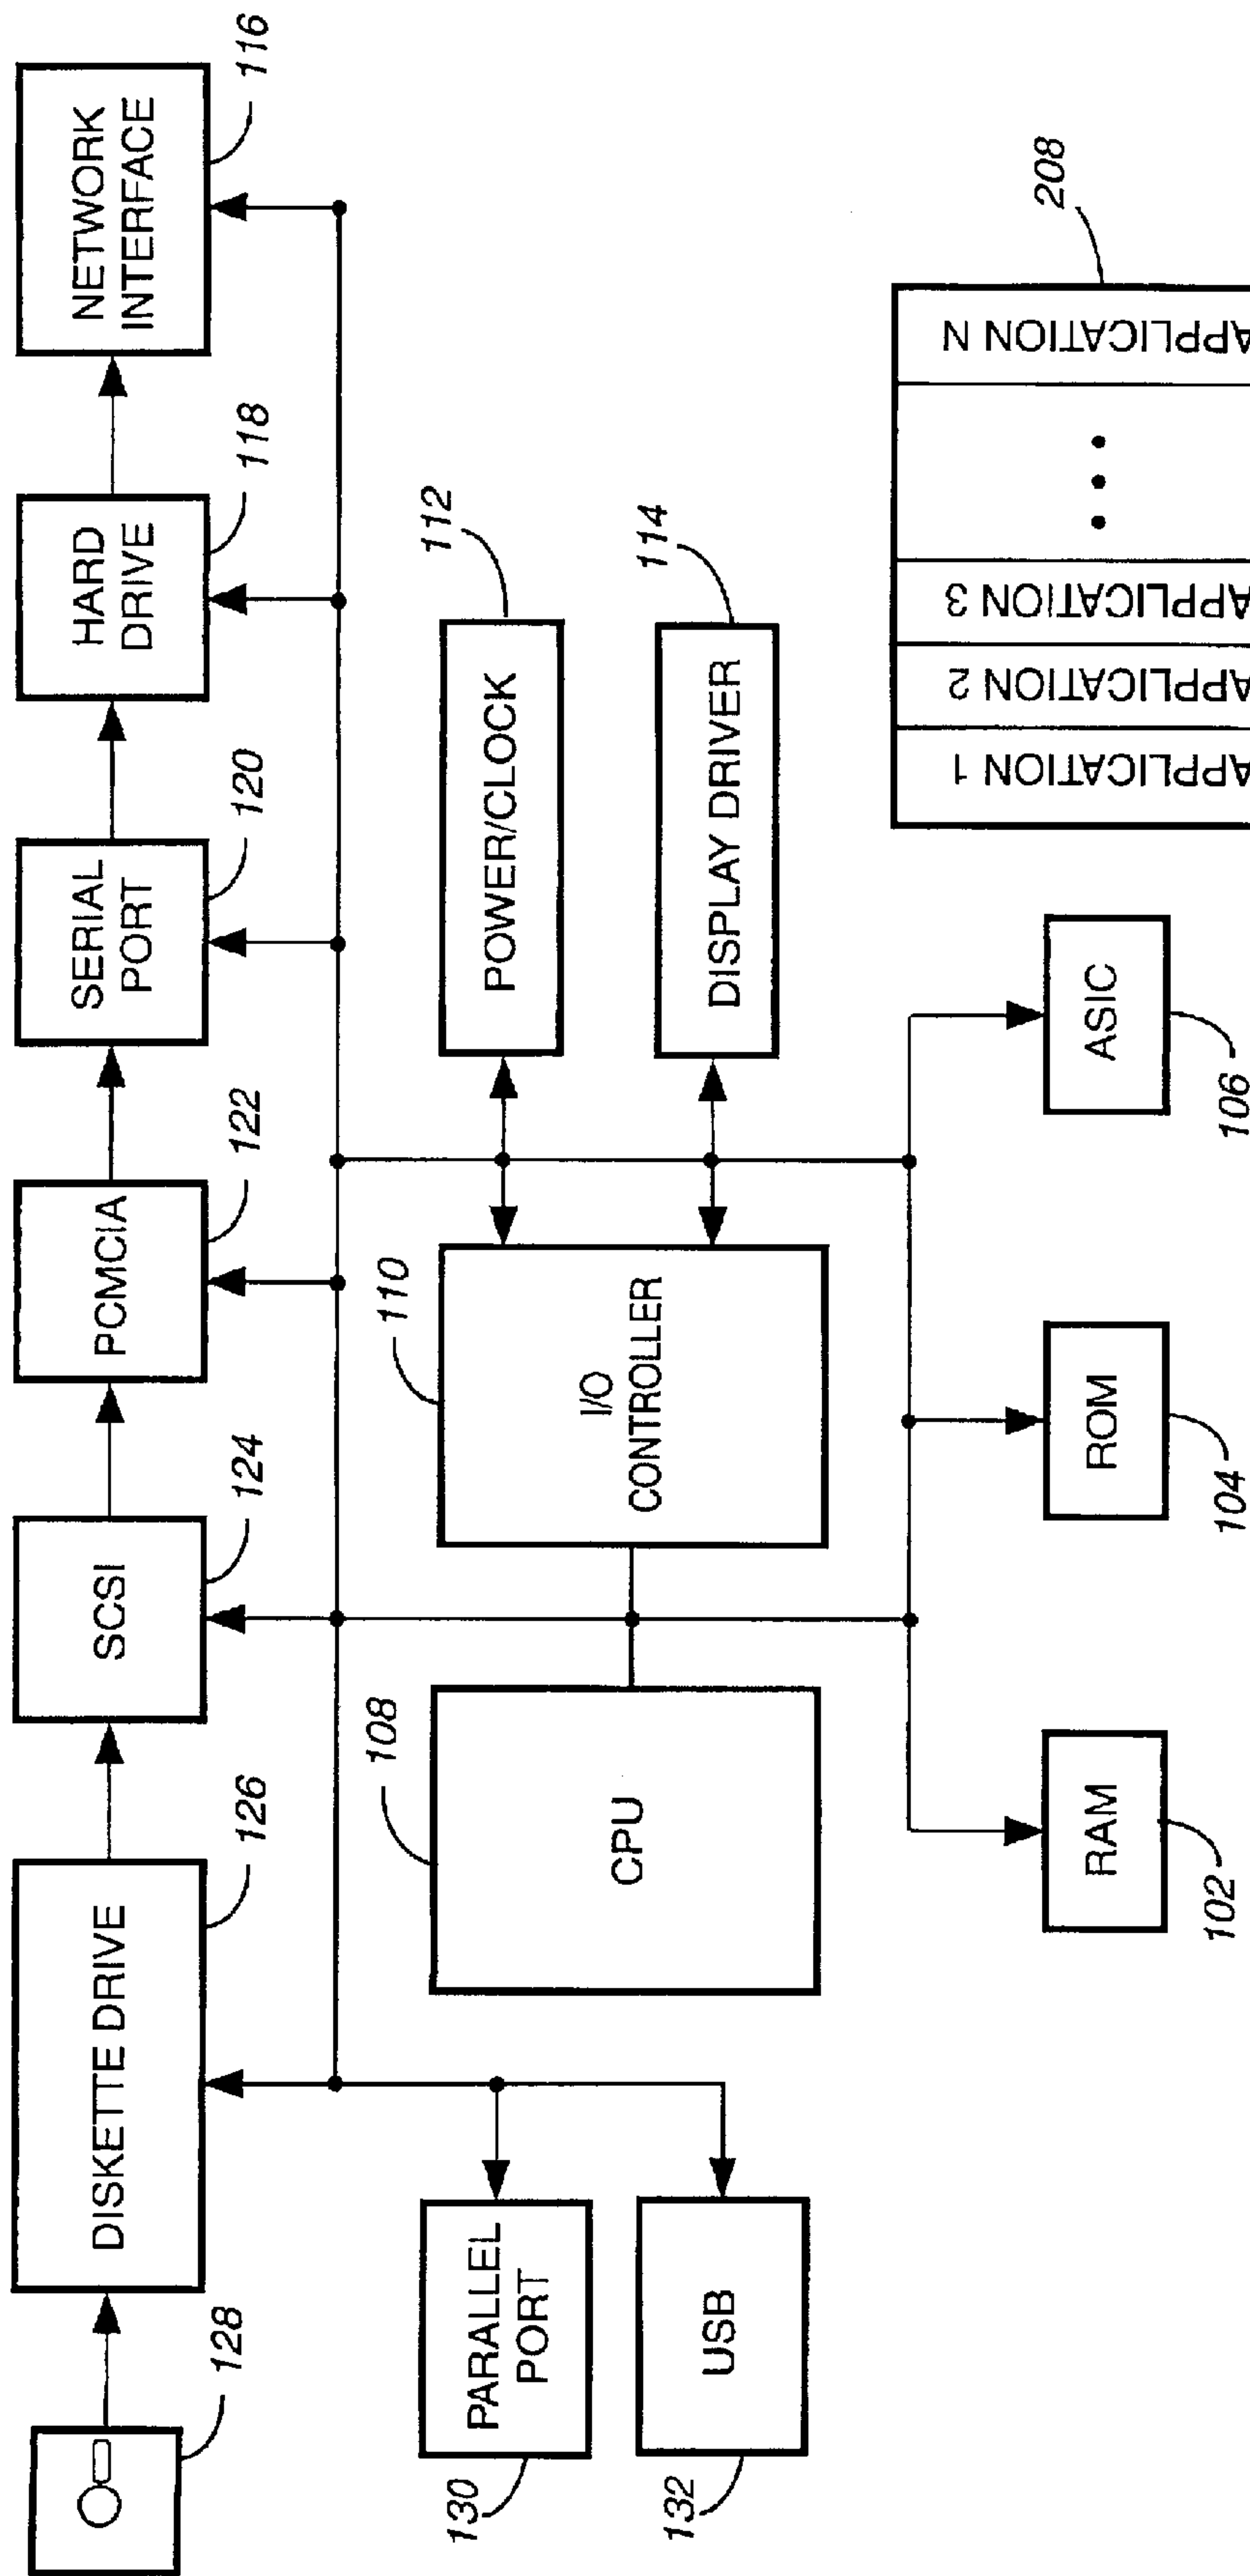 128
DISKETTE DRIVE
126
SCSI
124
PCMCIA
122
SERIAL
PORT
120
HARD
DRIVE
118
NETWORK
INTERFACE
116
PARALLEL
PORT
130
USB
132
CPU
108
I/O
CONTROLLER
110
POWER/CLOCK
112
DISPLAY DRIVER
114
RAM
102
ROM
104
ASIC
106
APPLICATION 1
APPLICATION 2
APPLICATION 3
APPLICATION N
208